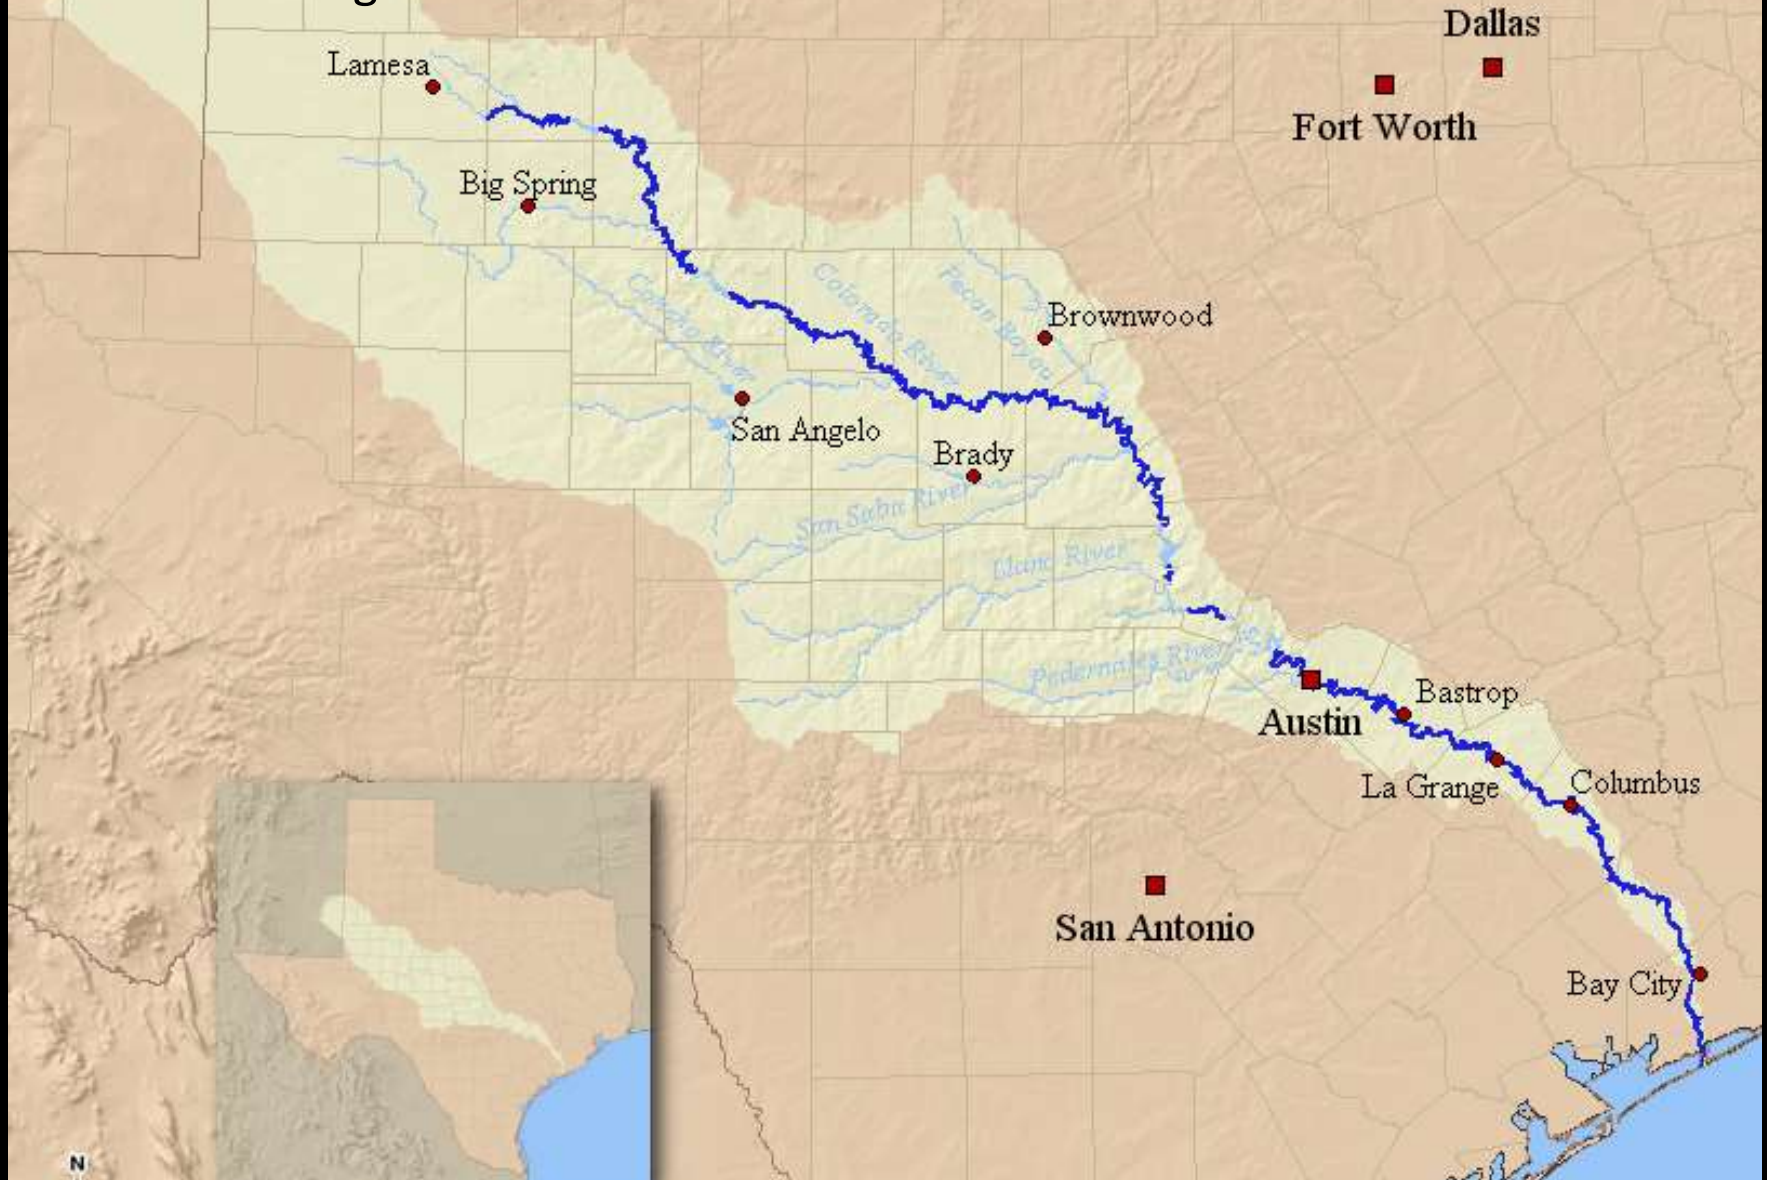 Dallas
Lamesa
Fort Worth
Big Spring
Concho River
Colorado River
Pecan Bayou
Brownwood
San Angelo
Brady
San Saba River
Llano River
Pedernales River
Bastrop
Austin
La Grange
Columbus
San Antonio
Bay City
N